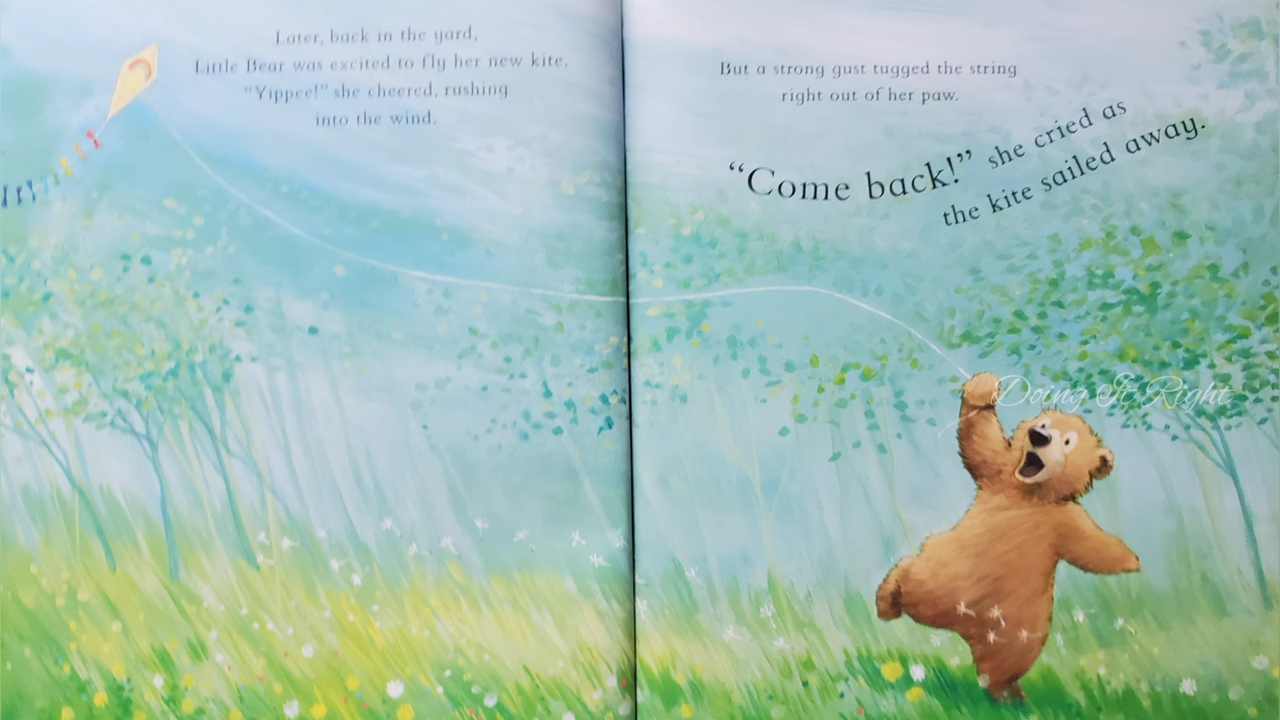 Later, back in the yard,
Little Bear was excited to fly her new kite.
“Yippee!” she cheered, rushing
into the wind.
But a strong gust tugged the string
right out of her paw.
“Come back!” she cried as
the kite sailed away.
Doing It Right